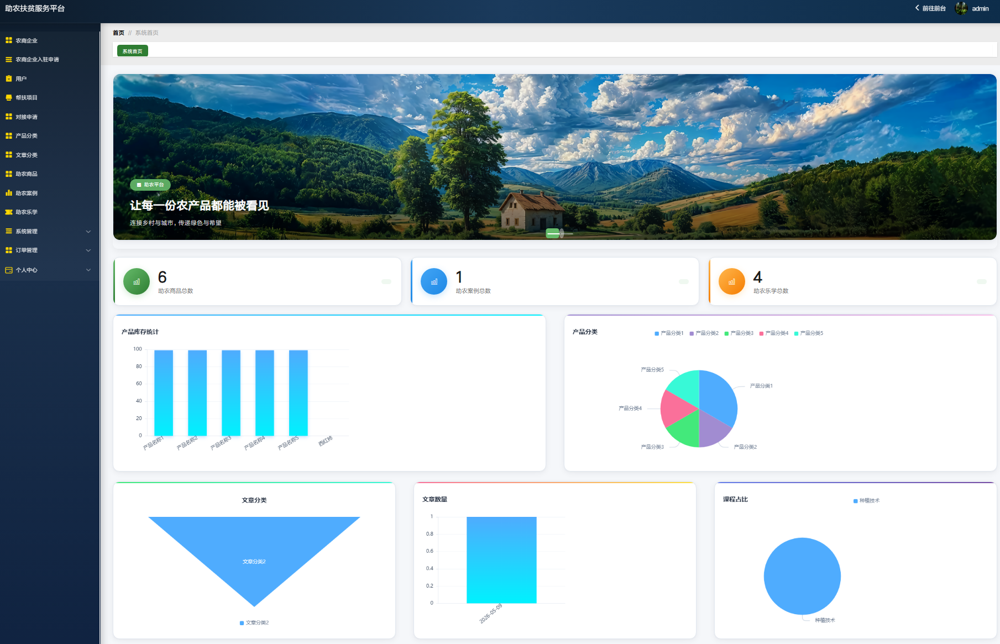 助农扶贫服务平台
前往前台
admin
农商企业
农商企业入驻申请
用户
帮扶项目
对接申请
产品分类
文章分类
助农商品
助农案例
助农乐学
系统管理
订单管理
个人中心
首页 // 系统首页
系统首页
助农平台
让每一份农产品都能被看见
连接乡村与城市，传递绿色与希望
6
助农商品总数
1
助农案例总数
4
助农乐学总数
产品库存统计
100
80
60
40
20
0
产品名称1
产品名称2
产品名称3
产品名称4
产品名称5
西红柿
产品分类
产品分类1 产品分类2 产品分类3 产品分类4 产品分类5
产品分类5
产品分类1
产品分类4
产品分类3
产品分类2
文章分类
文章分类2
文章分类2
文章数量
1
0.8
0.6
0.4
0.2
0
2026-05-09
课程占比
种植技术
种植技术